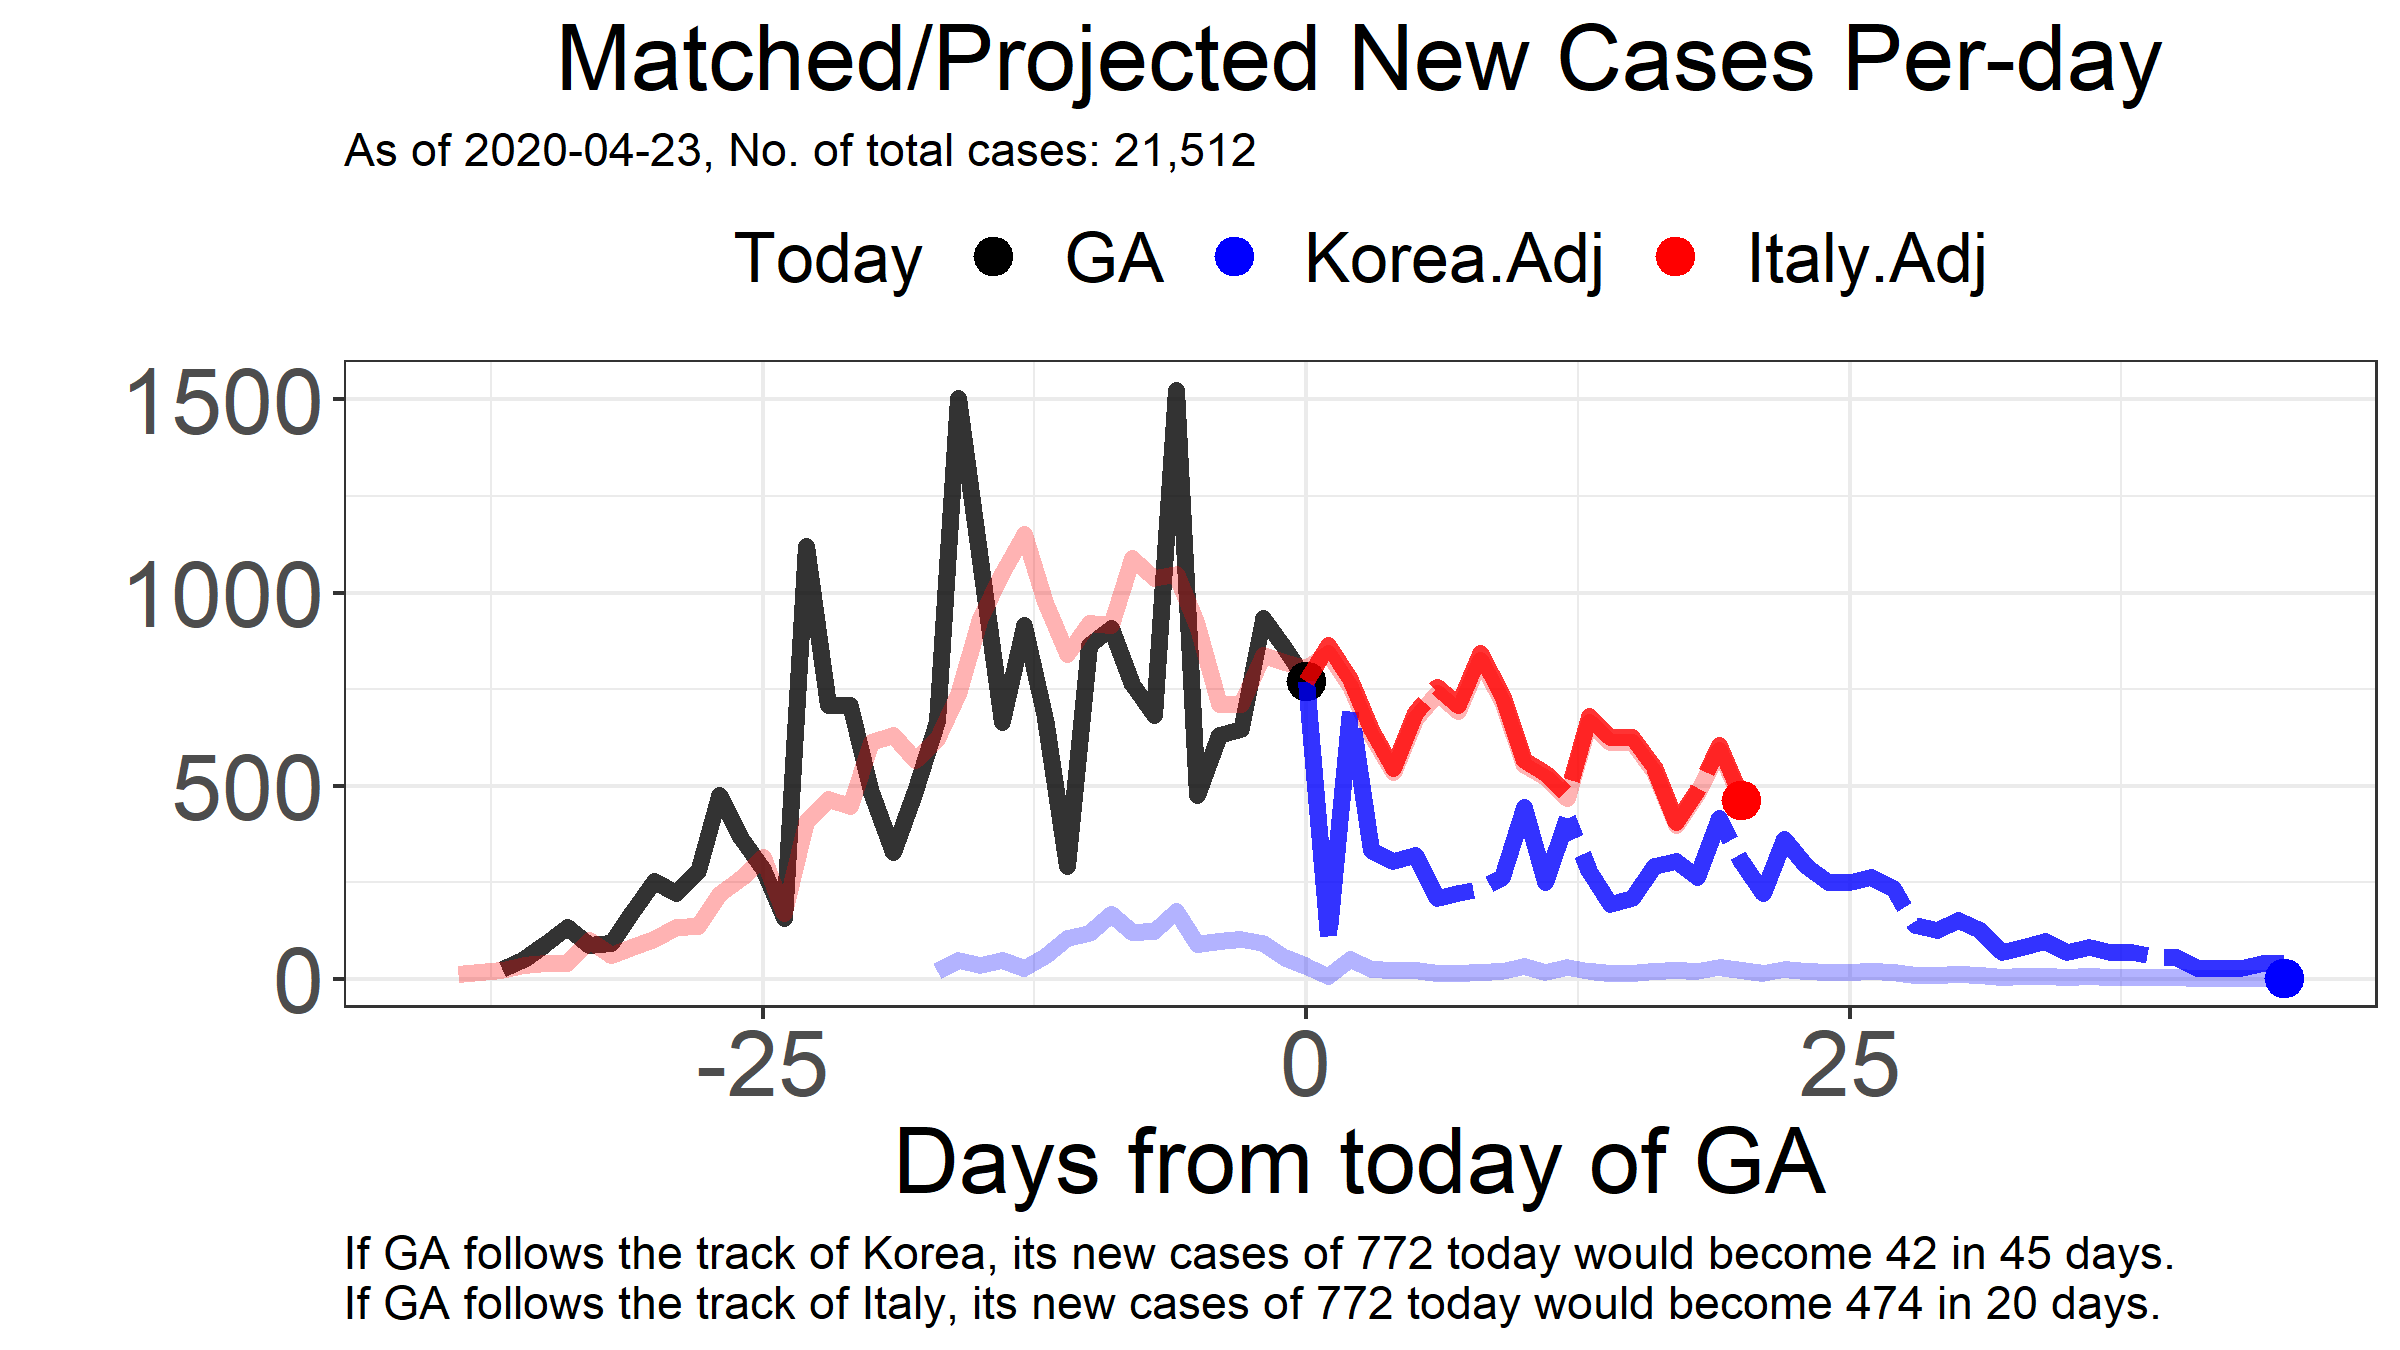 Matched/Projected New Cases Per-day
As of 2020-04-23, No. of total cases: 21,512
Today GA Korea.Adj Italy.Adj
1500
1000
500
0
-25 0 25
Days from today of GA
If GA follows the track of Korea, its new cases of 772 today would become 42 in 45 days.
If GA follows the track of Italy, its new cases of 772 today would become 474 in 20 days.